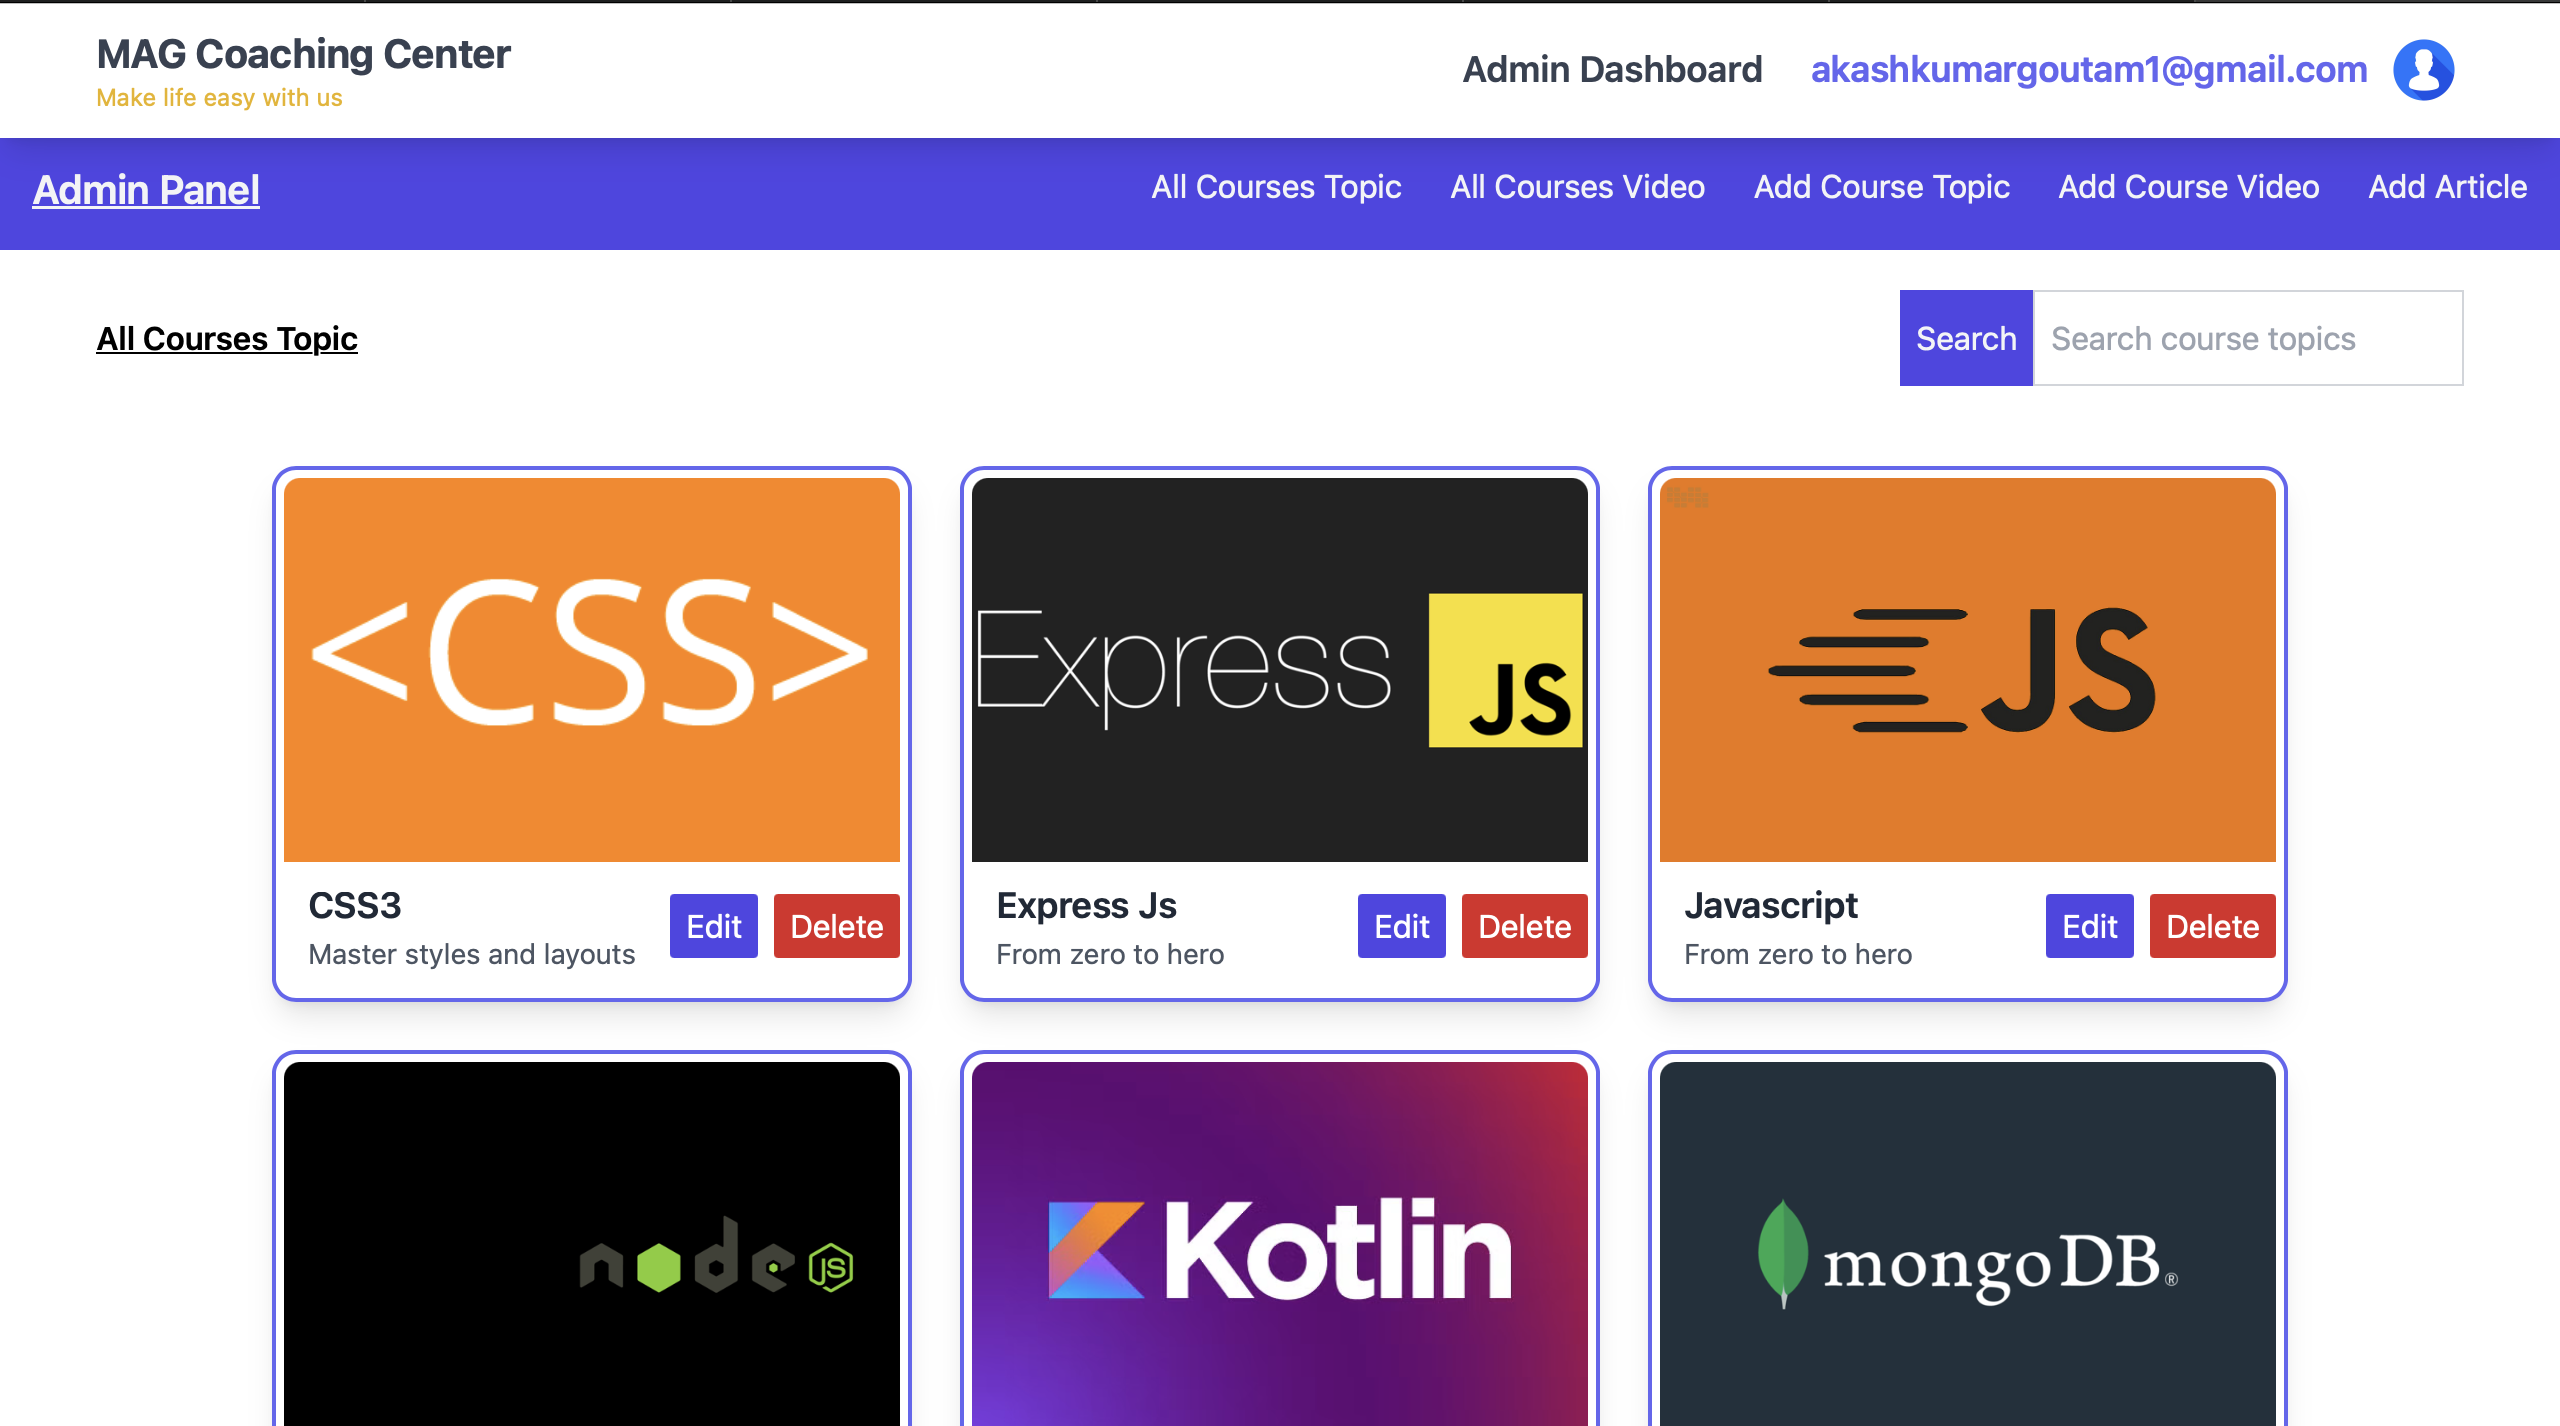 MAG Coaching Center
Make life easy with us
Admin Dashboard akashkumargoutam1@gmail.com
Admin Panel
All Courses Topic All Courses Video Add Course Topic Add Course Video Add Article
All Courses Topic
Search Search course topics
<CSS>
CSS3
Master styles and layouts
Edit Delete
Express JS
Express Js
From zero to hero
Edit Delete
JS
Javascript
From zero to hero
Edit Delete
node JS
Kotlin
mongoDB®